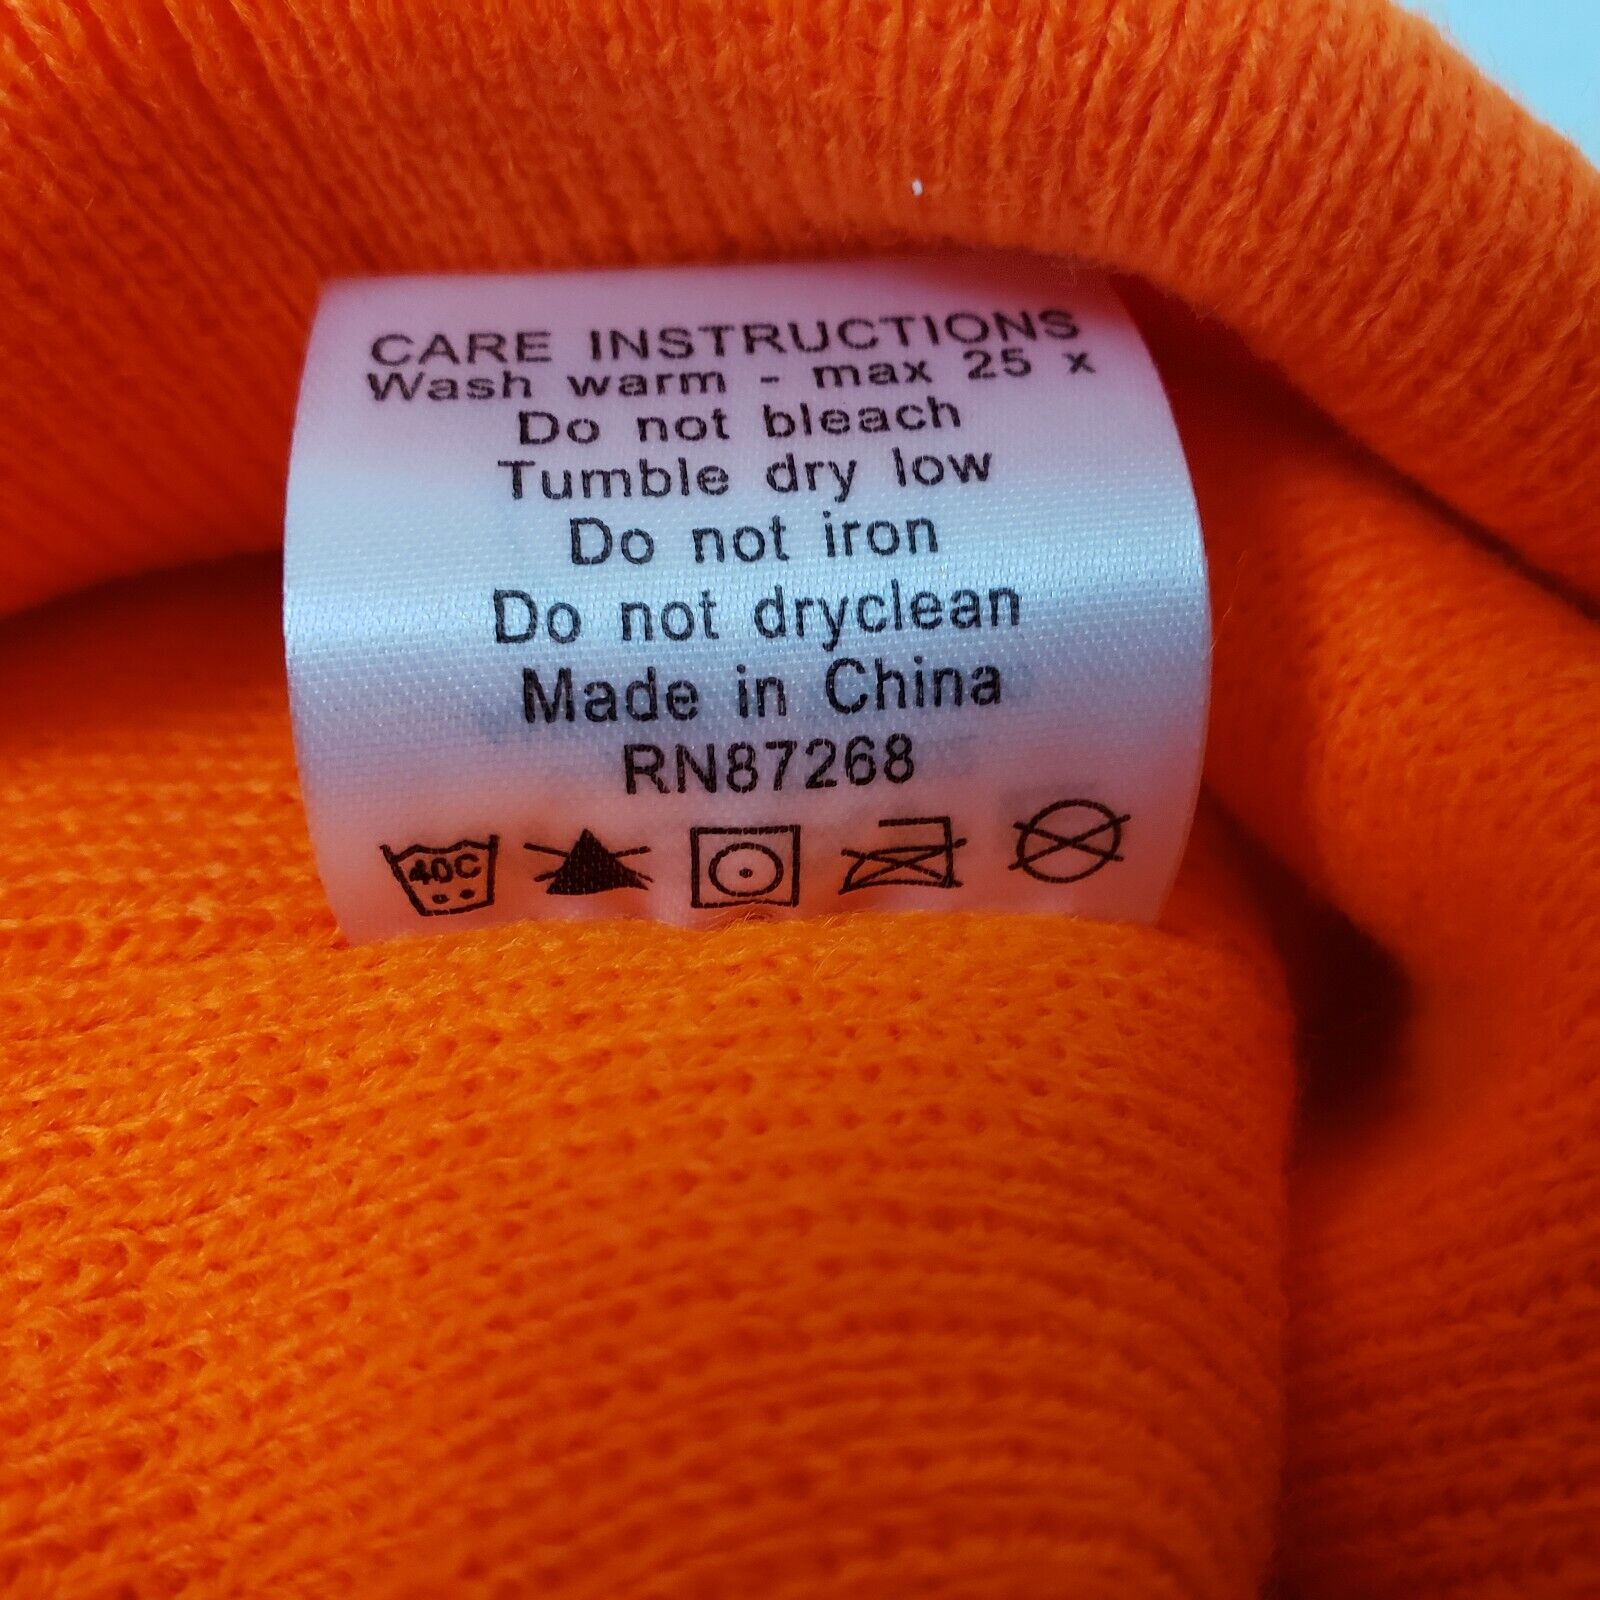 CARE INSTRUCTIONS
Wash warm - max 25 x
Do not bleach
Tumble dry low
Do not iron
Do not dryclean
Made in China
RN87268
40C